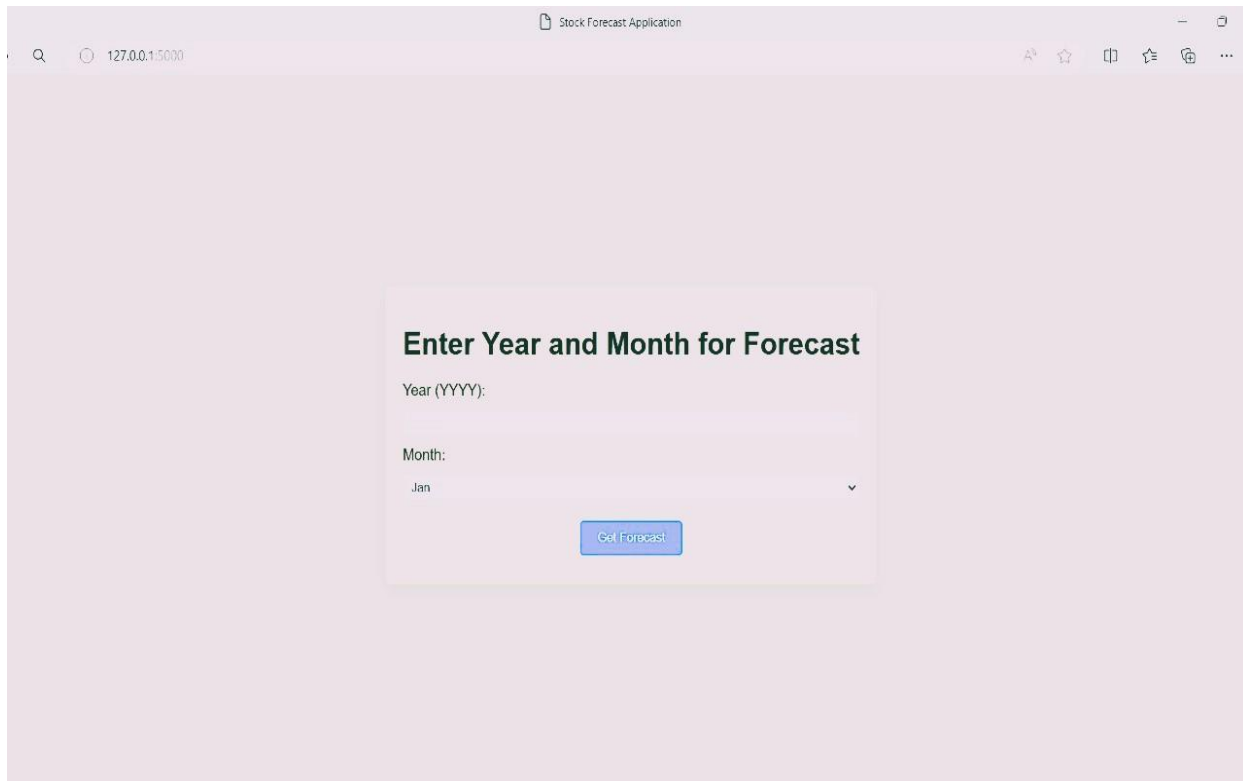 Stock Forecast Application
127.0.0.1:5000
Enter Year and Month for Forecast
Year (YYYY):
Month:
Jan
Get Forecast